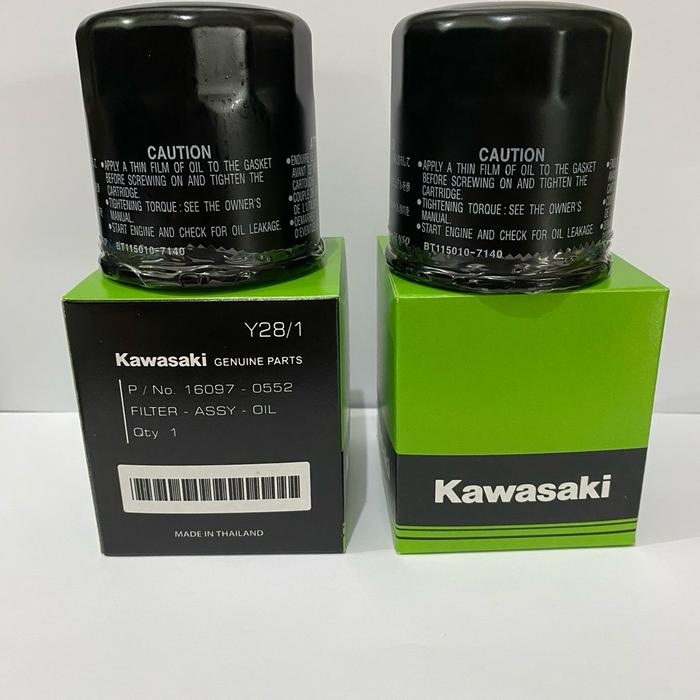 CAUTION
•APPLY A THIN FILM OF OIL TO THE GASKET
BEFORE SCREWING ON AND TIGHTEN THE
CARTRIDGE.
•TIGHTENING TORQUE : SEE THE OWNER'S
MANUAL.
•START ENGINE AND CHECK FOR OIL LEAKAGE.
BT115010-7140
CAUTION
•APPLY A THIN FILM OF OIL TO THE GASKET
BEFORE SCREWING ON AND TIGHTEN THE
CARTRIDGE.
•TIGHTENING TORQUE : SEE THE OWNER'S
MANUAL.
•START ENGINE AND CHECK FOR OIL LEAKAGE.
BT115010-7140
Y28/1
Kawasaki GENUINE PARTS
P / No. 16097 - 0552
FILTER - ASSY - OIL
Qty 1
MADE IN THAILAND
Kawasaki